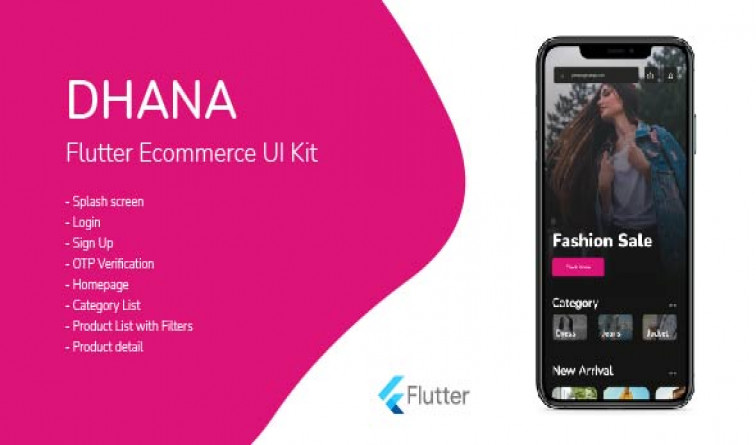 DHANA
Flutter Ecommerce UI Kit
- Splash screen
- Login
- Sign Up
- OTP Verification
- Homepage
- Category List
- Product List with Filters
- Product detail
Flutter
Fashion Sale
Category
Dress
Jeans
Jacket
New Arrival